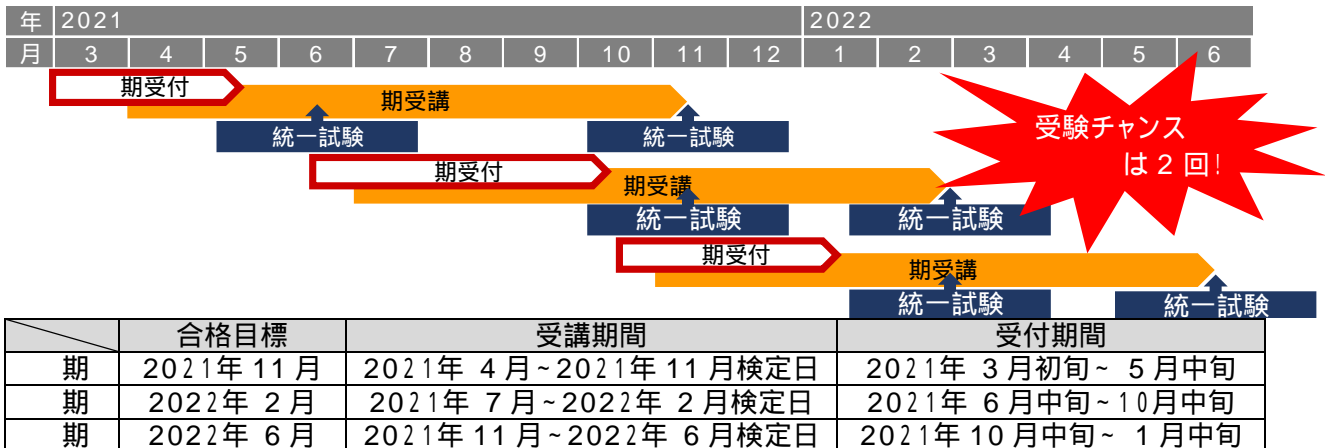 年 2021 2022
月 3 4 5 6 7 8 9 10 11 12 1 2 3 4 5 6
期受付
期受講
統一試験 統一試験
受験チャンス
は2回!
期受付
期受講
統一試験 統一試験
期受付
期受講
統一試験 統一試験
合格目標 受講期間 受付期間
期 2021年 11月 2021年 4月~2021年 11月検定日 2021年 3月初旬~ 5月中旬
期 2022年 2月 2021年 7月~2022年 2月検定日 2021年 6月中旬~10月中旬
期 2022年 6月 2021年 11月~2022年 6月検定日 2021年 10月中旬~ 1月中旬